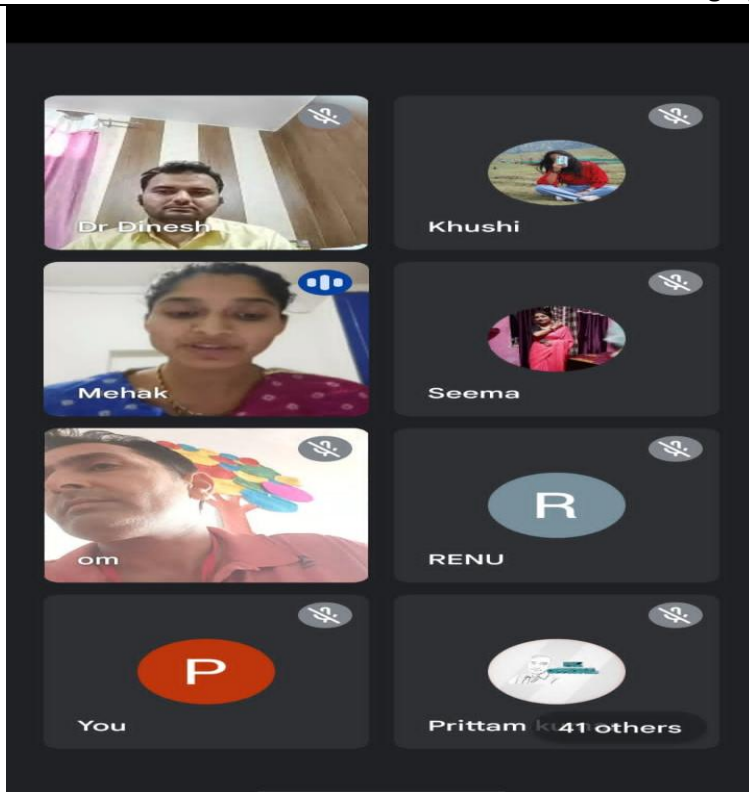 Dr Dinesh
Khushi
Mehak
Seema
om
R
RENU
P
You
Prittam
41 others